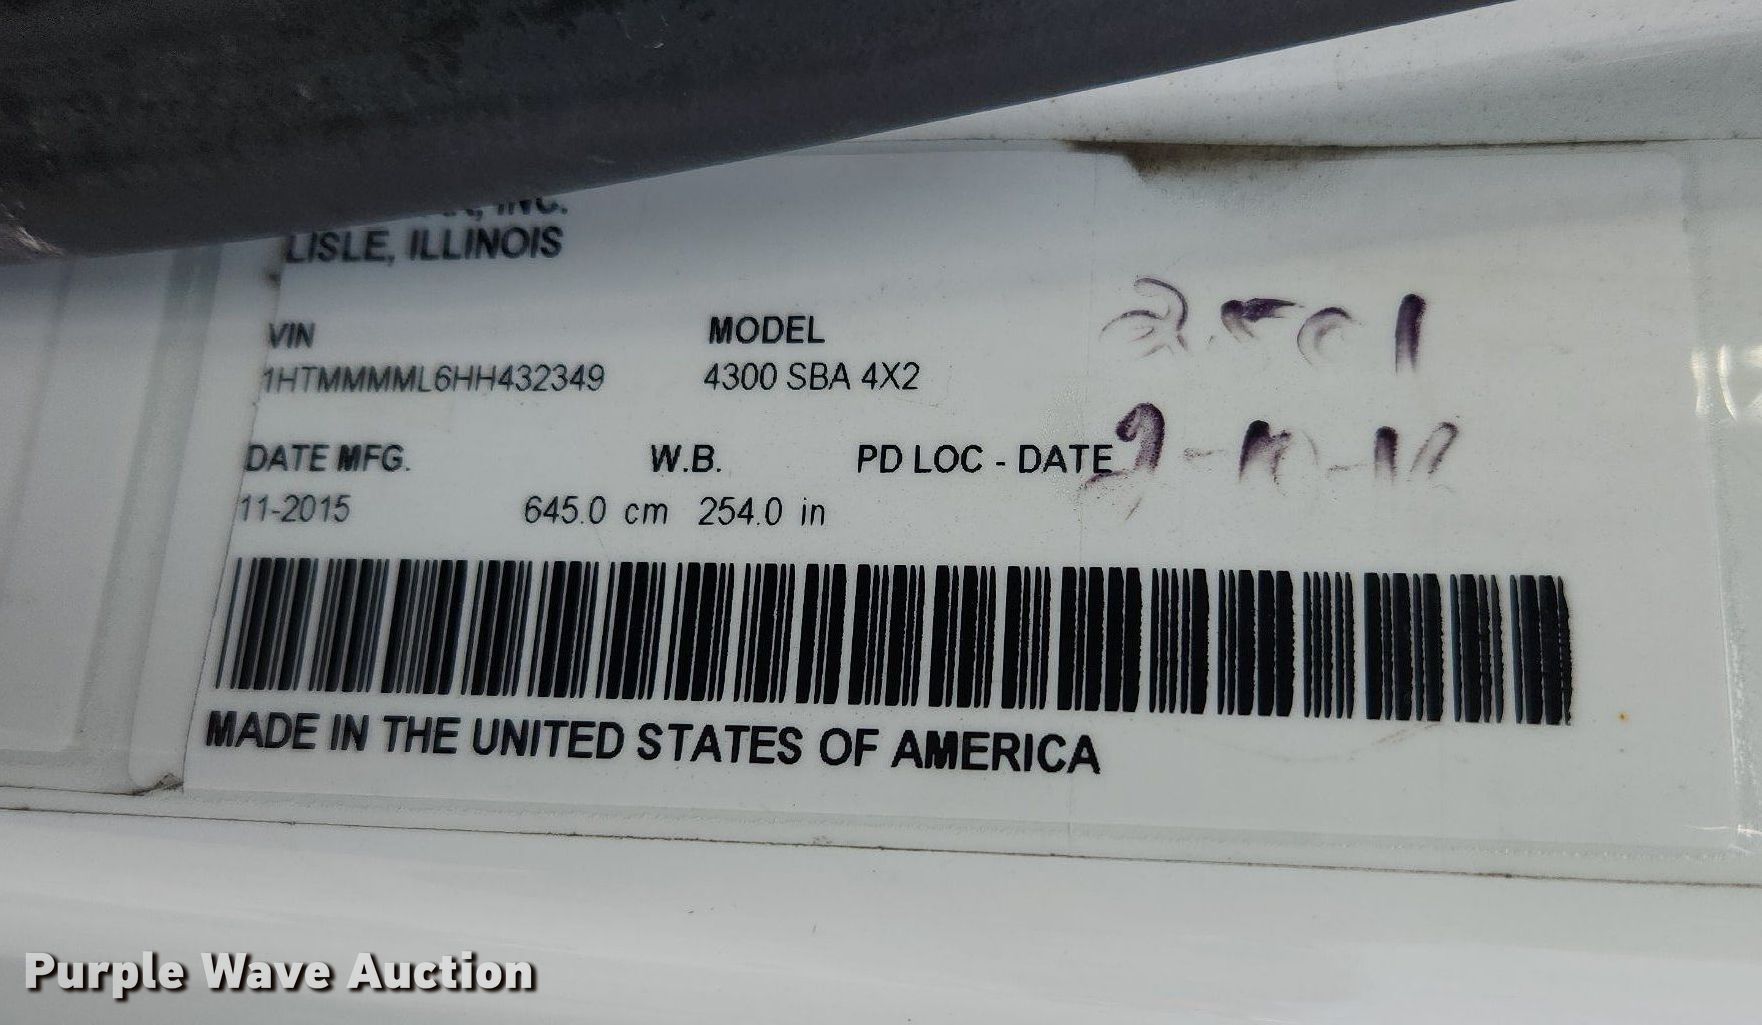 INC.
LISLE, ILLINOIS
VIN MODEL
1HTMMMML6HH432349 4300 SBA 4X2
DATE MFG. W.B. PD LOC - DATE
11-2015 645.0 cm 254.0 in
MADE IN THE UNITED STATES OF AMERICA
Purple Wave Auction